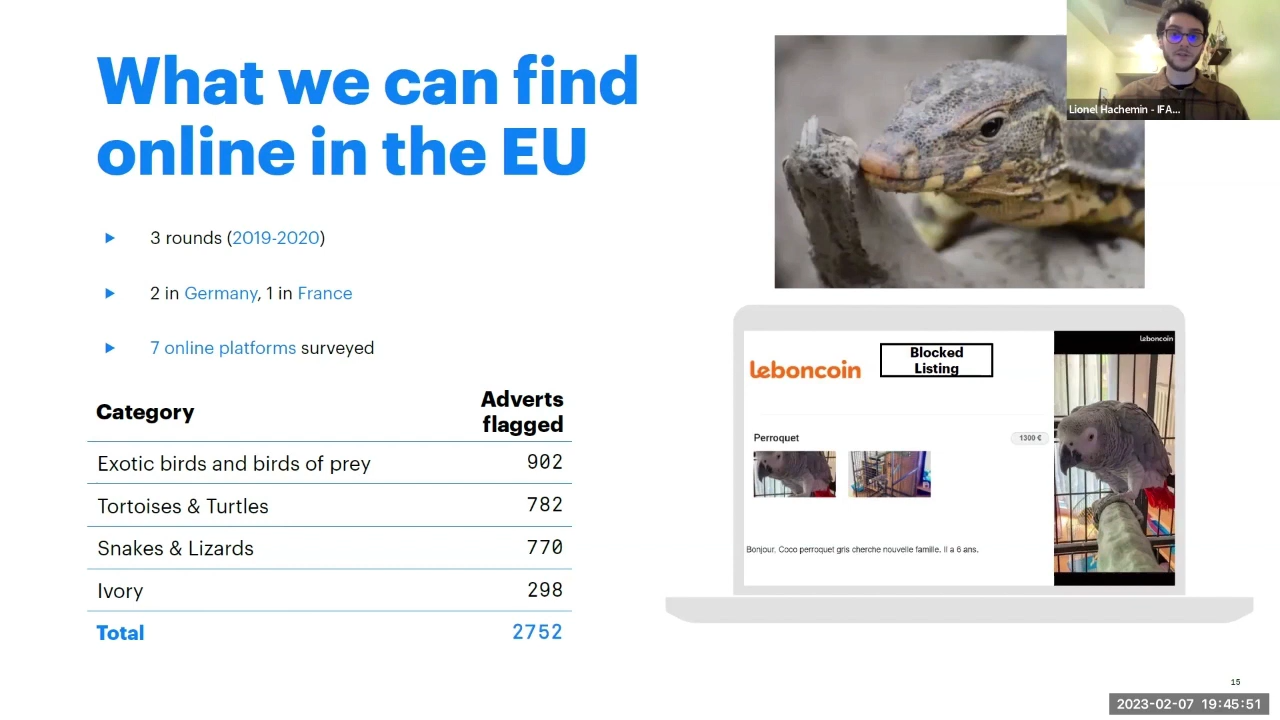 What we can find
online in the EU
3 rounds (2019-2020)
2 in Germany, 1 in France
7 online platforms surveyed
Category Adverts flagged
Exotic birds and birds of prey 902
Tortoises & Turtles 782
Snakes & Lizards 770
Ivory 298
Total 2752
Lionel Hachemin - IFA...
leboncoin
Blocked
Listing
leboncoin
Perroquet
1300 €
Bonjour, Coco perroquet gris cherche nouvelle famille. Il a 6 ans.
15
2023-02-07 19:45:51